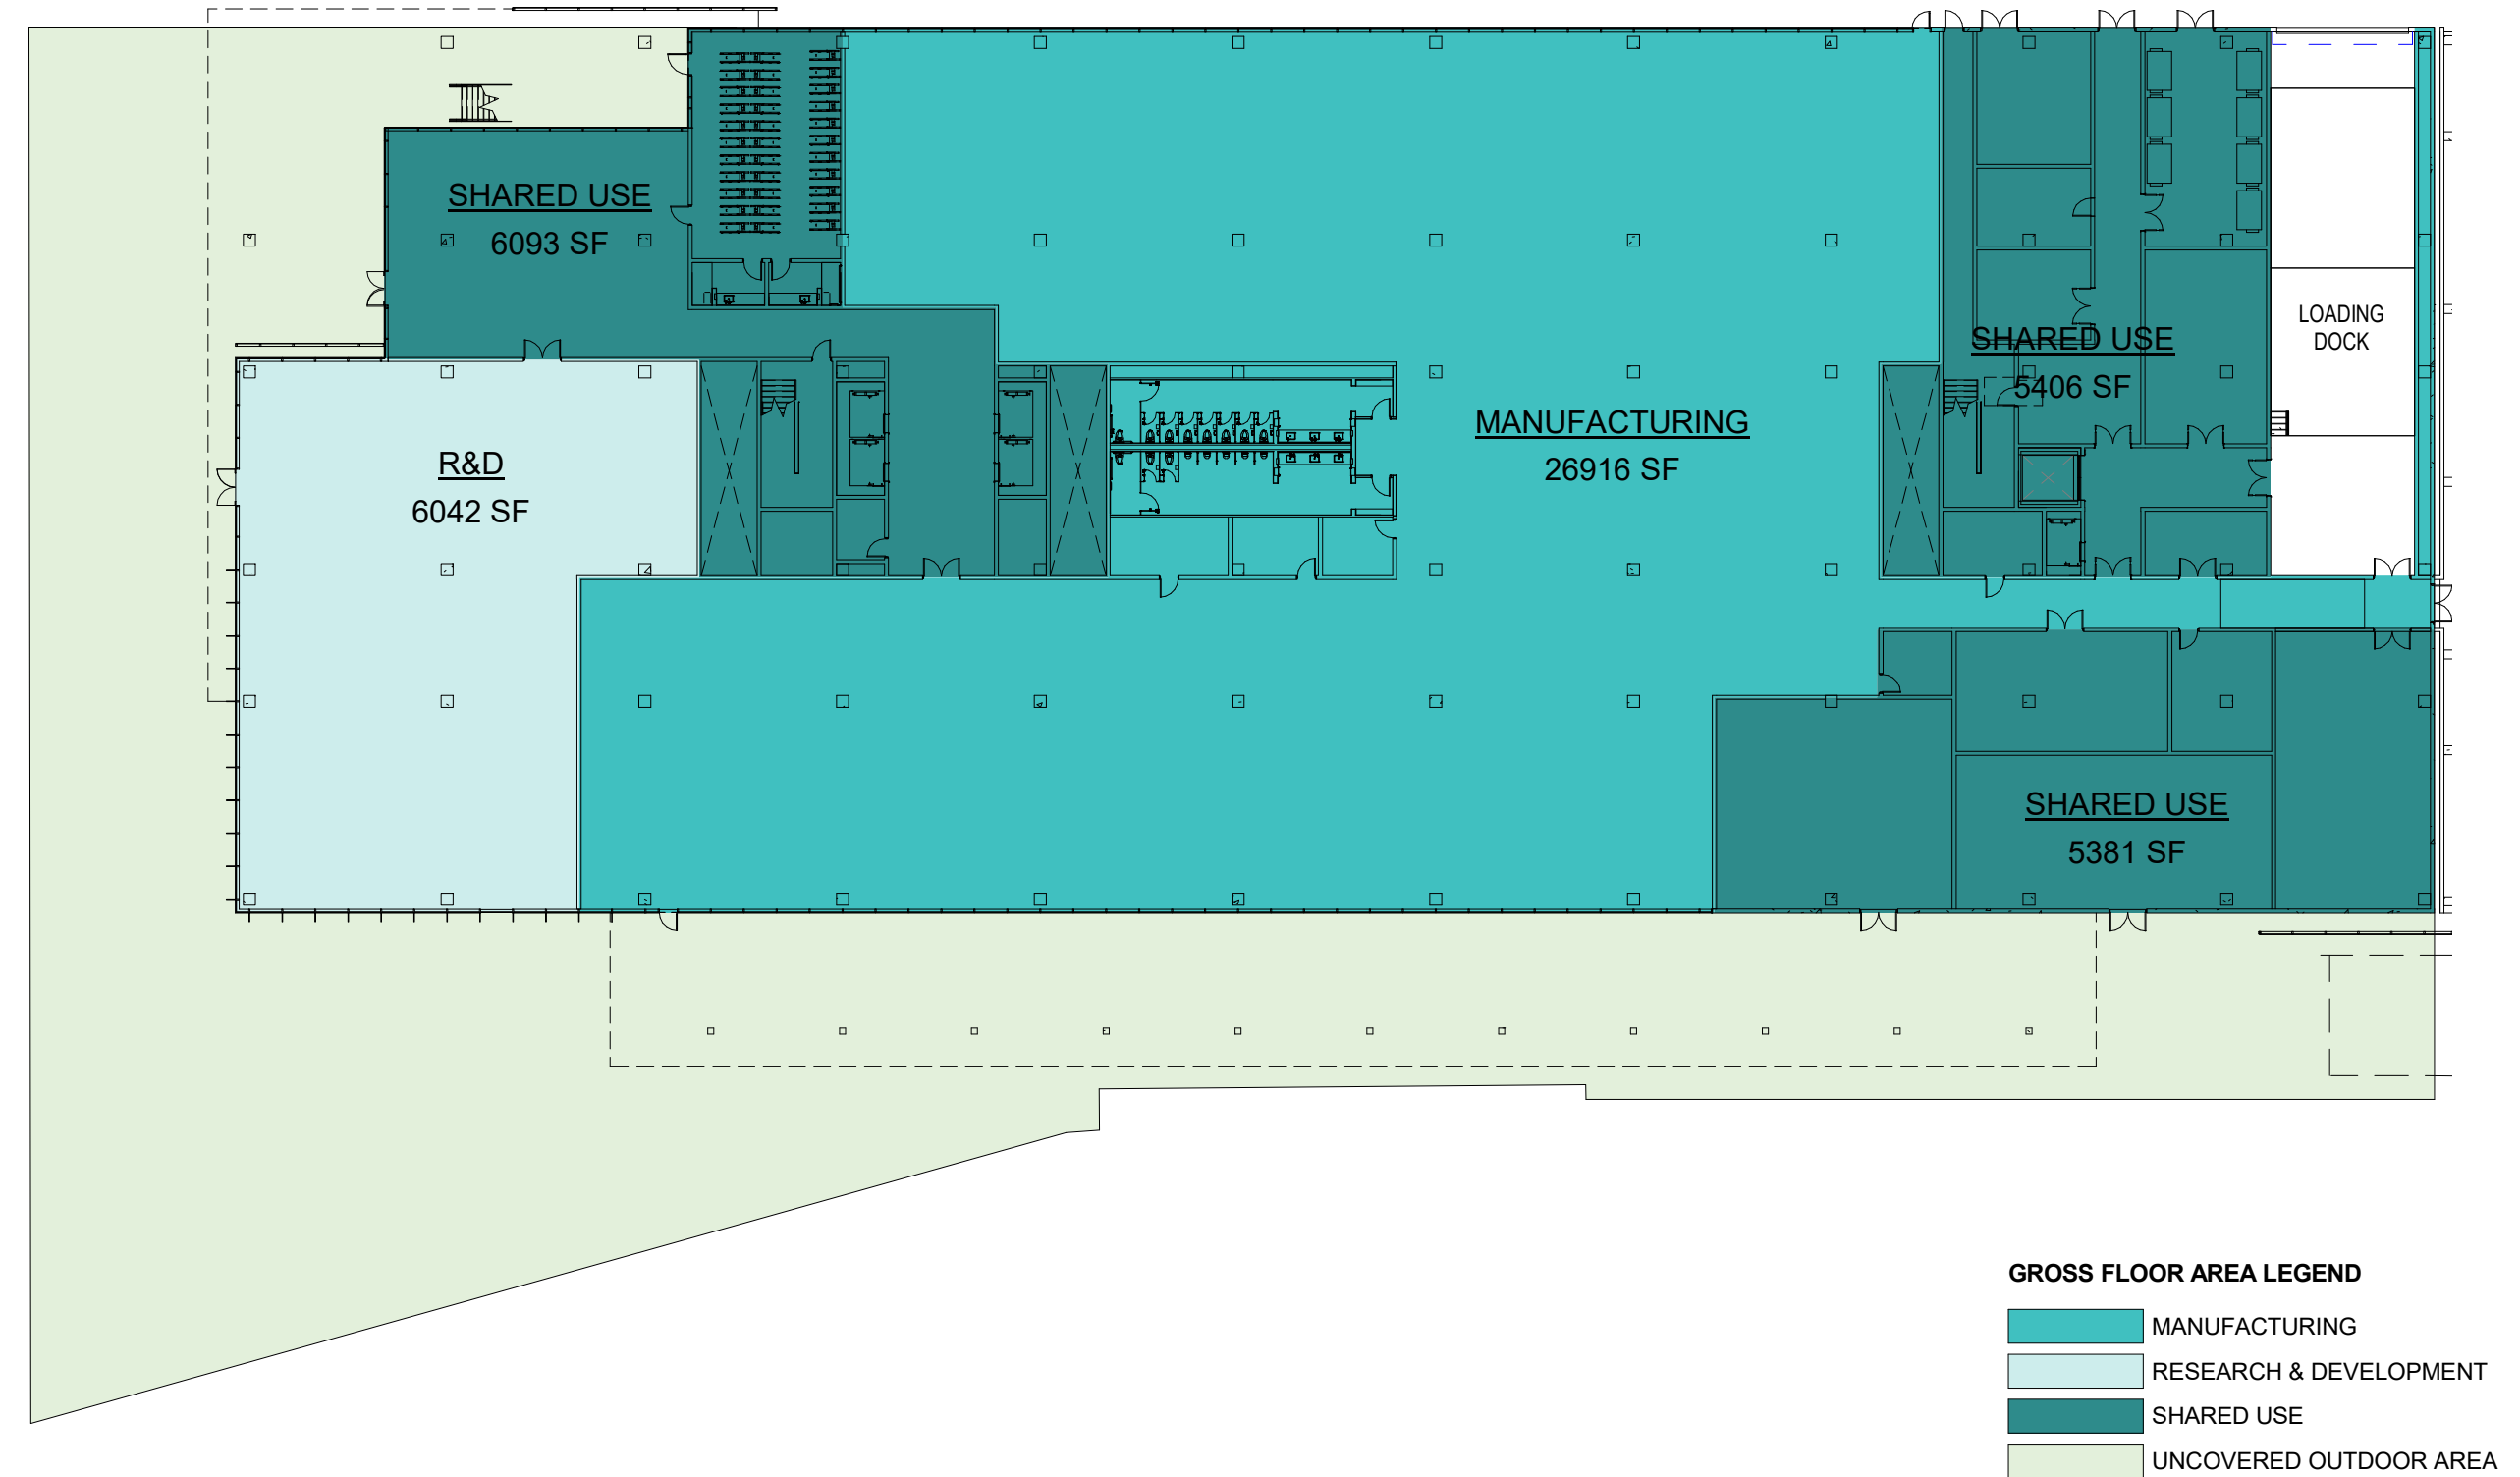 SHARED USE
6093 SF
LOADING
DOCK
SHARED USE
5406 SF
MANUFACTURING
26916 SF
R&D
6042 SF
SHARED USE
5381 SF
GROSS FLOOR AREA LEGEND
MANUFACTURING
RESEARCH & DEVELOPMENT
SHARED USE
UNCOVERED OUTDOOR AREA